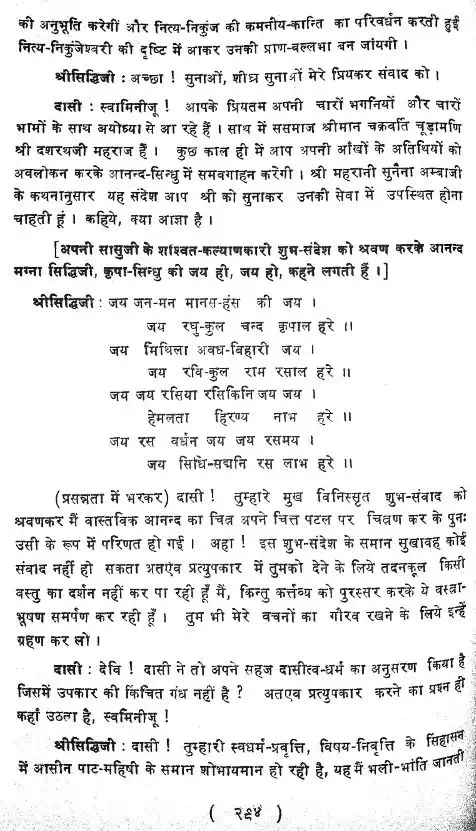 की अनुभूति करेगीं और नित्य-निकुंज की कमनीय-कान्ति का परिवर्धन करती हुई
नित्य-निकुंजेश्वरी की दृष्टि में आकर उनकी प्राण-बल्लभा बन जांयगी ।
श्रीसिद्धिजी : अच्छा ! सुनाओं, शीघ्र सुनाओं मेरे प्रियकर संवाद को ।
दासी : स्वामिनीजू ! आपके प्रियतम अपनी चारों भगनियों और चारों
भामों के साथ अयोध्या से आ रहे हैं । साथ में ससमाज श्रीमान चक्रवर्ति चूड़ामणि
श्री दशरथजी महराज हैं । कुछ काल ही में आप अपनी आँखों के अतिथियों को
अवलोकन करके आनन्द-सिन्धु में समवगाहन करेगी । श्री महरानी सुनैना अम्बाजी
के कथनानुसार यह संदेश आप श्री को सुनाकर उनकी सेवा में उपस्थित होना
चाहती हूं । कहिये, क्या आज्ञा है ।
[अपनी सासुजी के शाश्वत-कल्याणकारी शुभ-संदेश को श्रवण करके आनन्द
मग्ना सिद्धिजी, कृपा-सिन्धु की जय हो, जय हो, कहने लगती हैं ।]
श्रीसिद्धिजी : जय जन-मन मानस-हंस की जय ।
जय रघु-कुल चन्द कृपाल हरे ॥
जय मिथिला अवध-बिहारी जय ।
जय रवि-कुल राम रसाल हरे ॥
जय जय रसिया रसिकिनि जय जय ।
हेमलता हिरण्य नाभ हरे ॥
जय रस वर्धन जय जय रसमय ।
जय सिधि-सद्मनि रस लाभ हरे ॥
(प्रसन्नता में भरकर) दासी ! तुम्हारे मुख विनिस्सृत शुभ-संवाद को
श्रवणकर मैं वास्तविक आनन्द का चित्र अपने चित्त पटल पर चित्रण कर के पुनः
उसी के रूप में परिणत हो गई । अहा ! इस शुभ-संदेश के समान सुखावह कोई
संवाद नहीं हो सकता अतएंव प्रत्युपकार में तुमको देने के लिये तदनकूल किसी
वस्तु का दर्शन नहीं कर पा रही हूँ मैं, किन्तु कर्त्तव्य को पुरस्सर करके ये वस्त्रा-
भूषण समर्पण कर रही हूँ । तुम भी मेरे वचनों का गौरव रखने के लिये इन्हें
ग्रहण कर लो ।
दासी : देवि ! दासी ने तो अपने सहज दासीत्व-धर्म का अनुसरण किया है
जिसमें उपकार की किंचित गंध नहीं है ? अतएव प्रत्युपकार करने का प्रश्न ही
कहाँ उठता है, स्वमिनीजू !
श्रीसिद्धिजी : दासी ! तुम्हारी स्वधर्म-प्रवृत्ति, विषय-निवृत्ति के सिंहासन
में आसीन पाट-महिषी के समान शोभायमान हो रही है, यह मैं भली-भांति जानती
( २९४ )